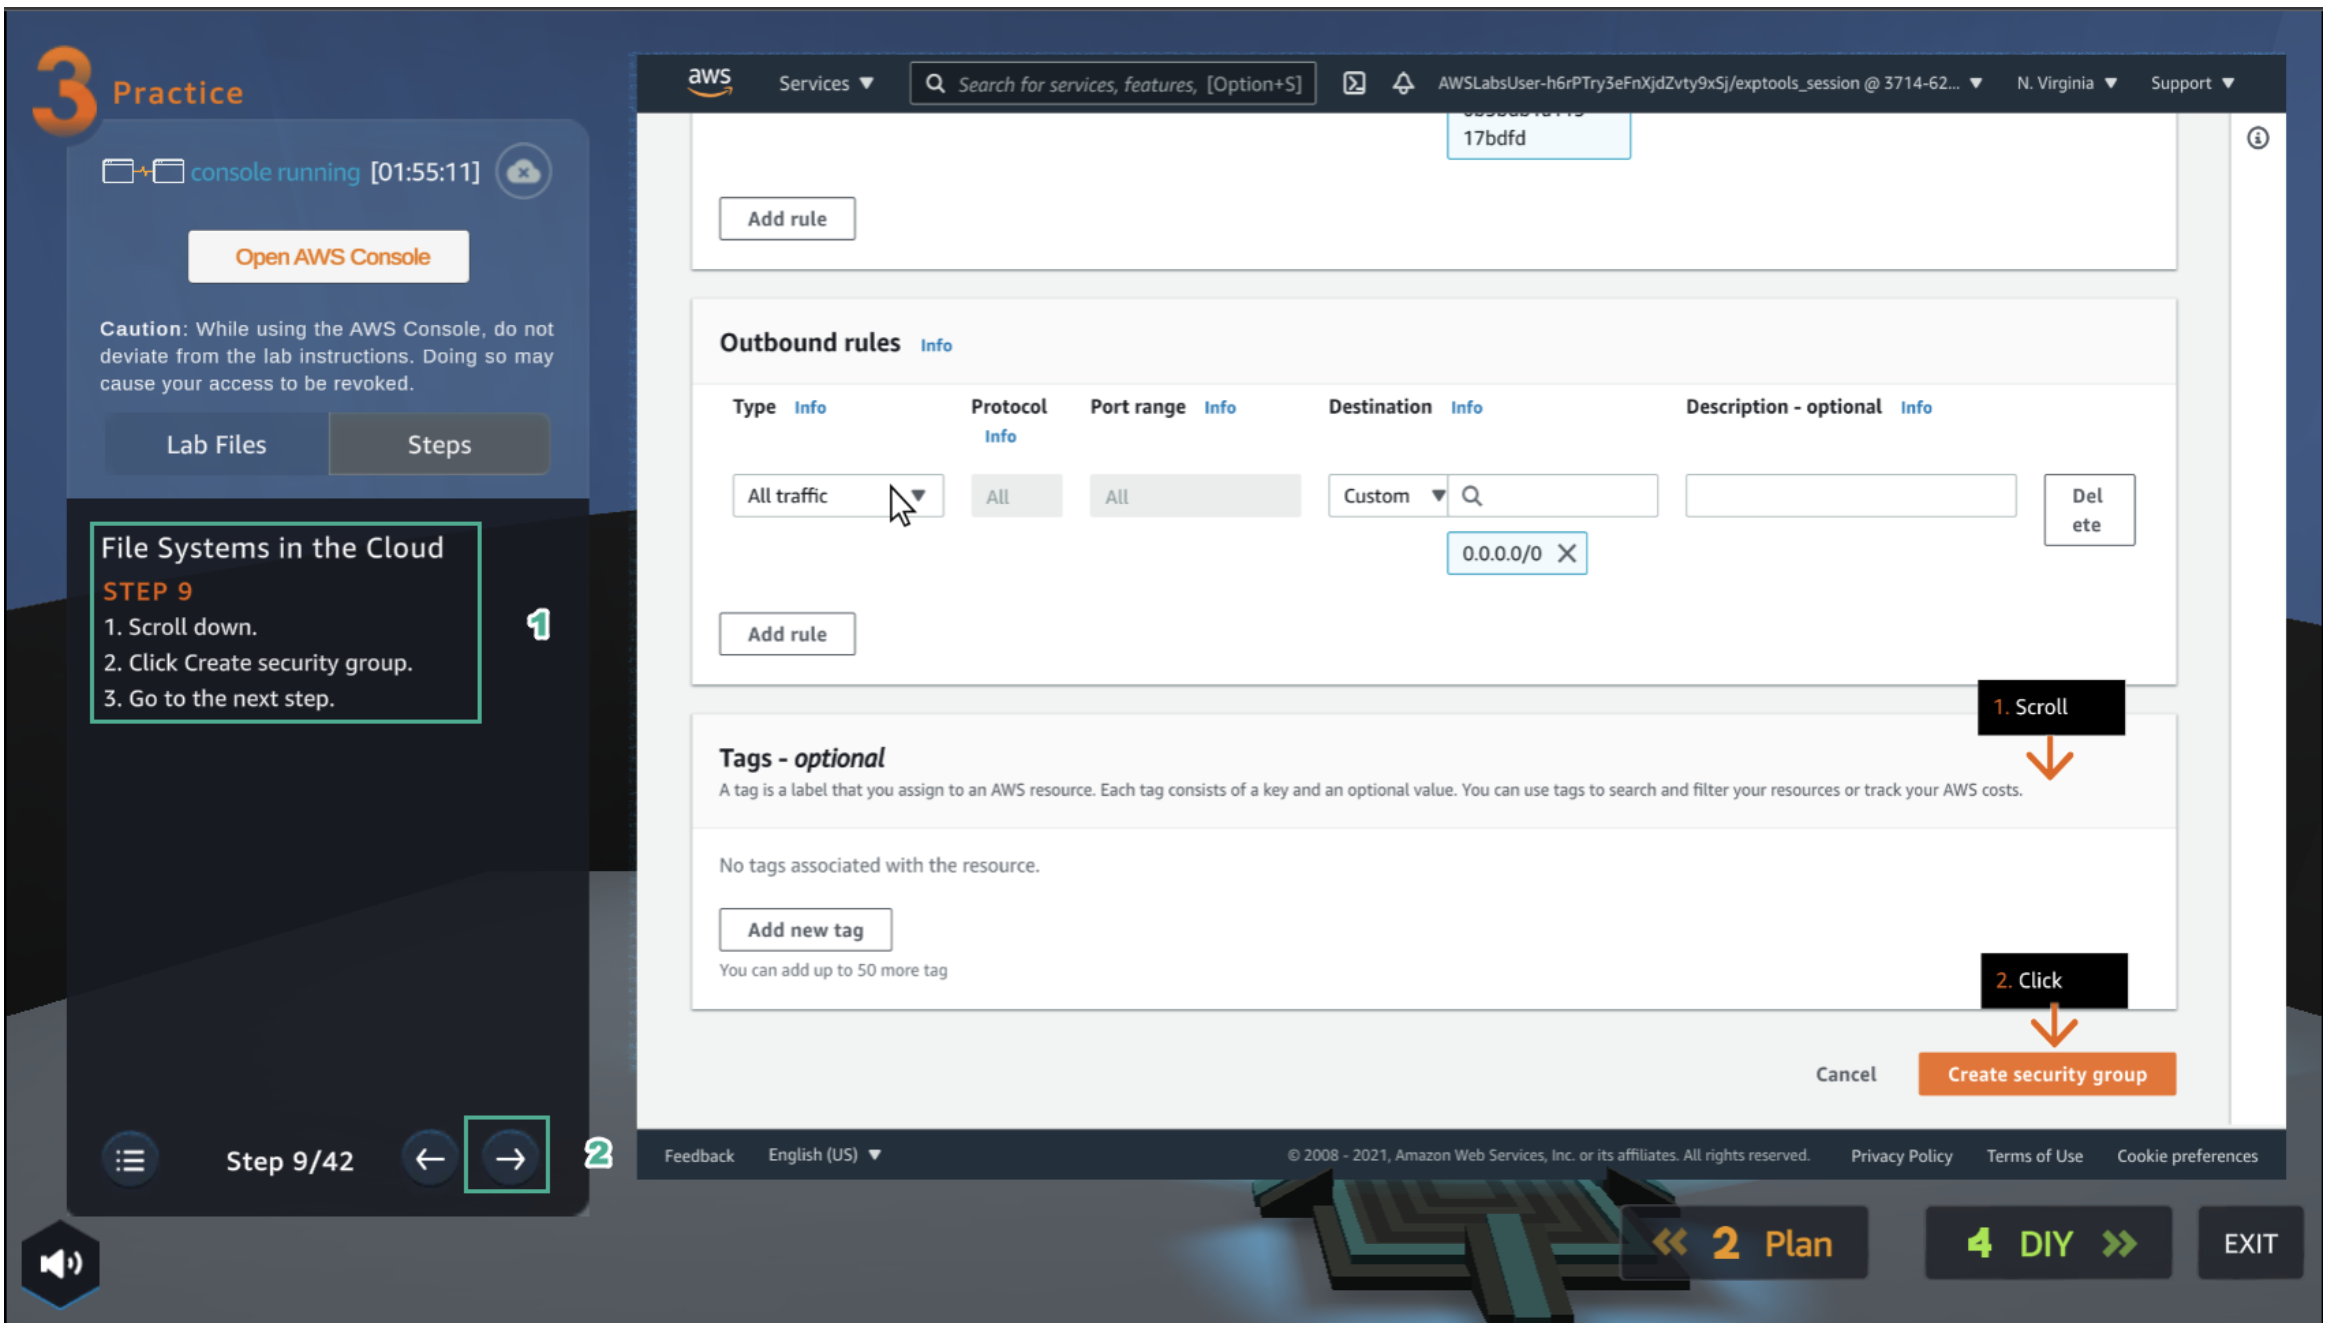 3 Practice
console running [01:55:11]
Open AWS Console
Caution: While using the AWS Console, do not
deviate from the lab instructions. Doing so may
cause your access to be revoked.
Lab Files
Steps
File Systems in the Cloud
STEP 9
1. Scroll down.
2. Click Create security group.
3. Go to the next step.
1
Step 9/42
2
aws
Services
Search for services, features, [Option+S]
AWSLabsUser-h6rPTry3eFnXjdZvty9xSj/exptools_session @ 3714-62...
N. Virginia
Support
17bdfd
Add rule
Outbound rules Info
Type Info
Protocol Info
Port range Info
Destination Info
Description - optional Info
All traffic
All
All
Custom
Del
ete
0.0.0.0/0
Add rule
1. Scroll
Tags - optional
A tag is a label that you assign to an AWS resource. Each tag consists of a key and an optional value. You can use tags to search and filter your resources or track your AWS costs.
No tags associated with the resource.
Add new tag
You can add up to 50 more tag
2. Click
Cancel
Create security group
Feedback
English (US)
© 2008 - 2021, Amazon Web Services, Inc. or its affiliates. All rights reserved.
Privacy Policy
Terms of Use
Cookie preferences
2 Plan
4 DIY
EXIT